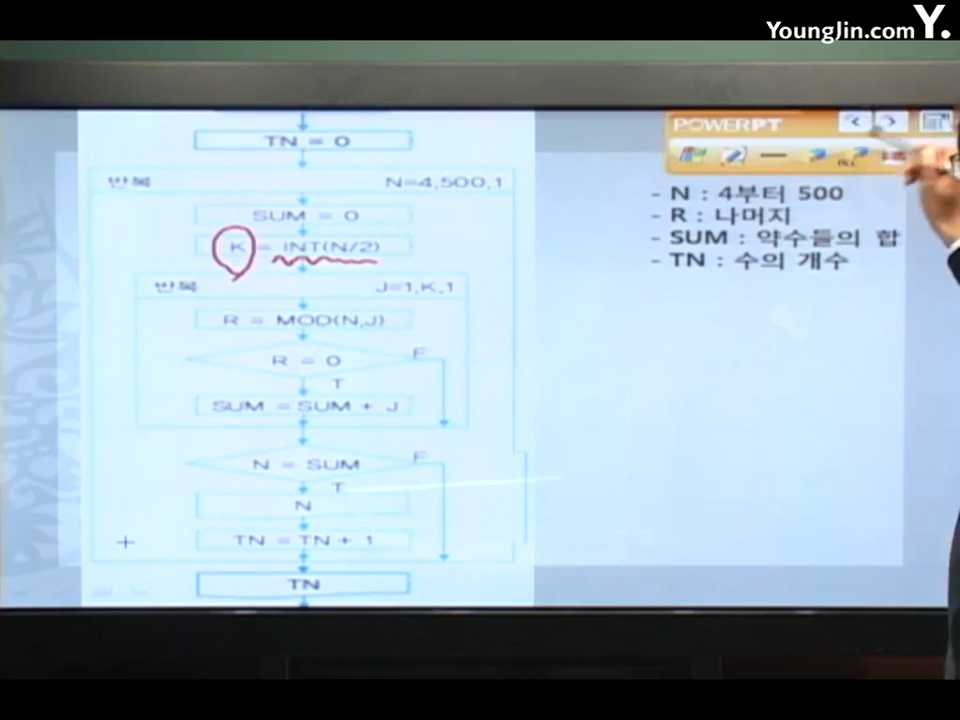 YoungJin.com Y.
POWERPT
TN = 0
반복 N=4,500,1
SUM = 0
K = INT(N/2)
반복 J=1,K,1
R = MOD(N,J)
R = 0
F
T
SUM = SUM + J
N = SUM
F
T
N
TN = TN + 1
TN
- N : 4부터 500
- R : 나머지
- SUM : 약수들의 합
- TN : 수의 개수